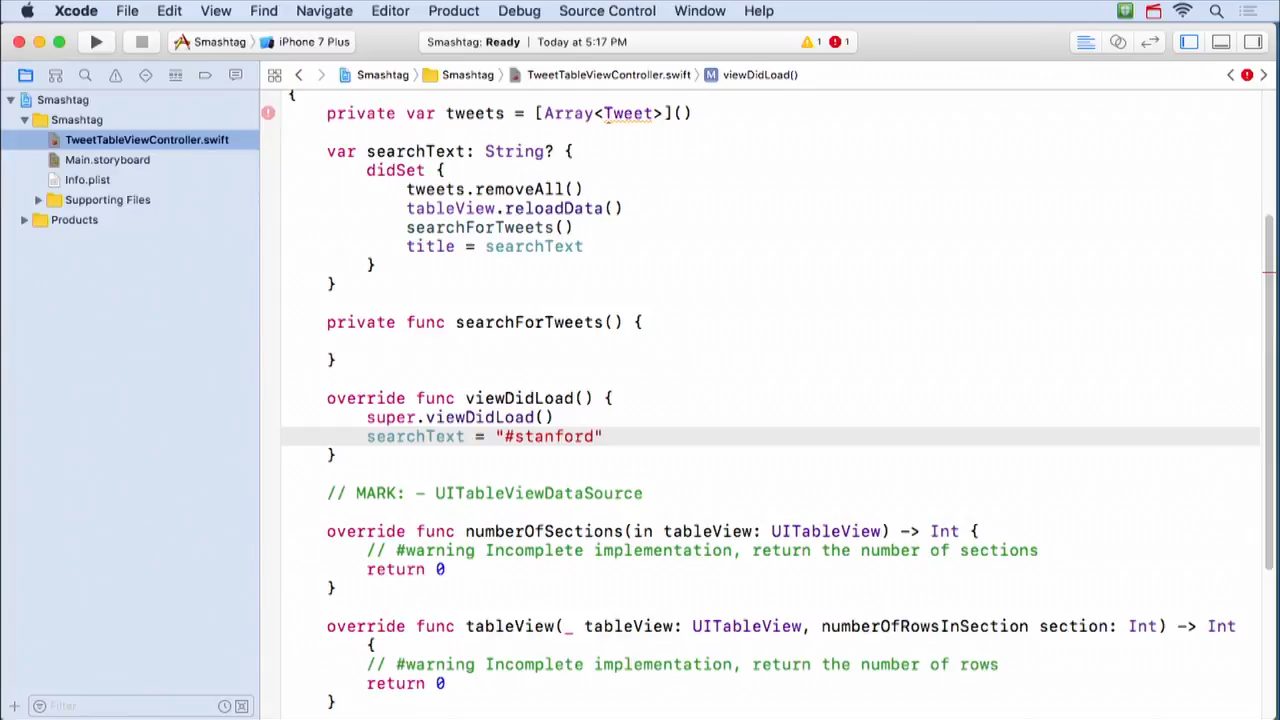 Xcode File Edit View Find Navigate Editor Product Debug Source Control Window Help
Smashtag iPhone 7 Plus Smashtag: Ready Today at 5:17 PM 1 1
Smashtag Smashtag TweetTableViewController.swift M viewDidLoad()
Smashtag
Smashtag
TweetTableViewController.swift
Main.storyboard
Info.plist
Supporting Files
Products
Filter
{
private var tweets = [Array<Tweet>]()
var searchText: String? {
didSet {
tweets.removeAll()
tableView.reloadData()
searchForTweets()
title = searchText
}
}
private func searchForTweets() {
}
override func viewDidLoad() {
super.viewDidLoad()
searchText = "#stanford"
}
// MARK: - UITableViewDataSource
override func numberOfSections(in tableView: UITableView) -> Int {
// #warning Incomplete implementation, return the number of sections
return 0
}
override func tableView(_ tableView: UITableView, numberOfRowsInSection section: Int) -> Int
{
// #warning Incomplete implementation, return the number of rows
return 0
}